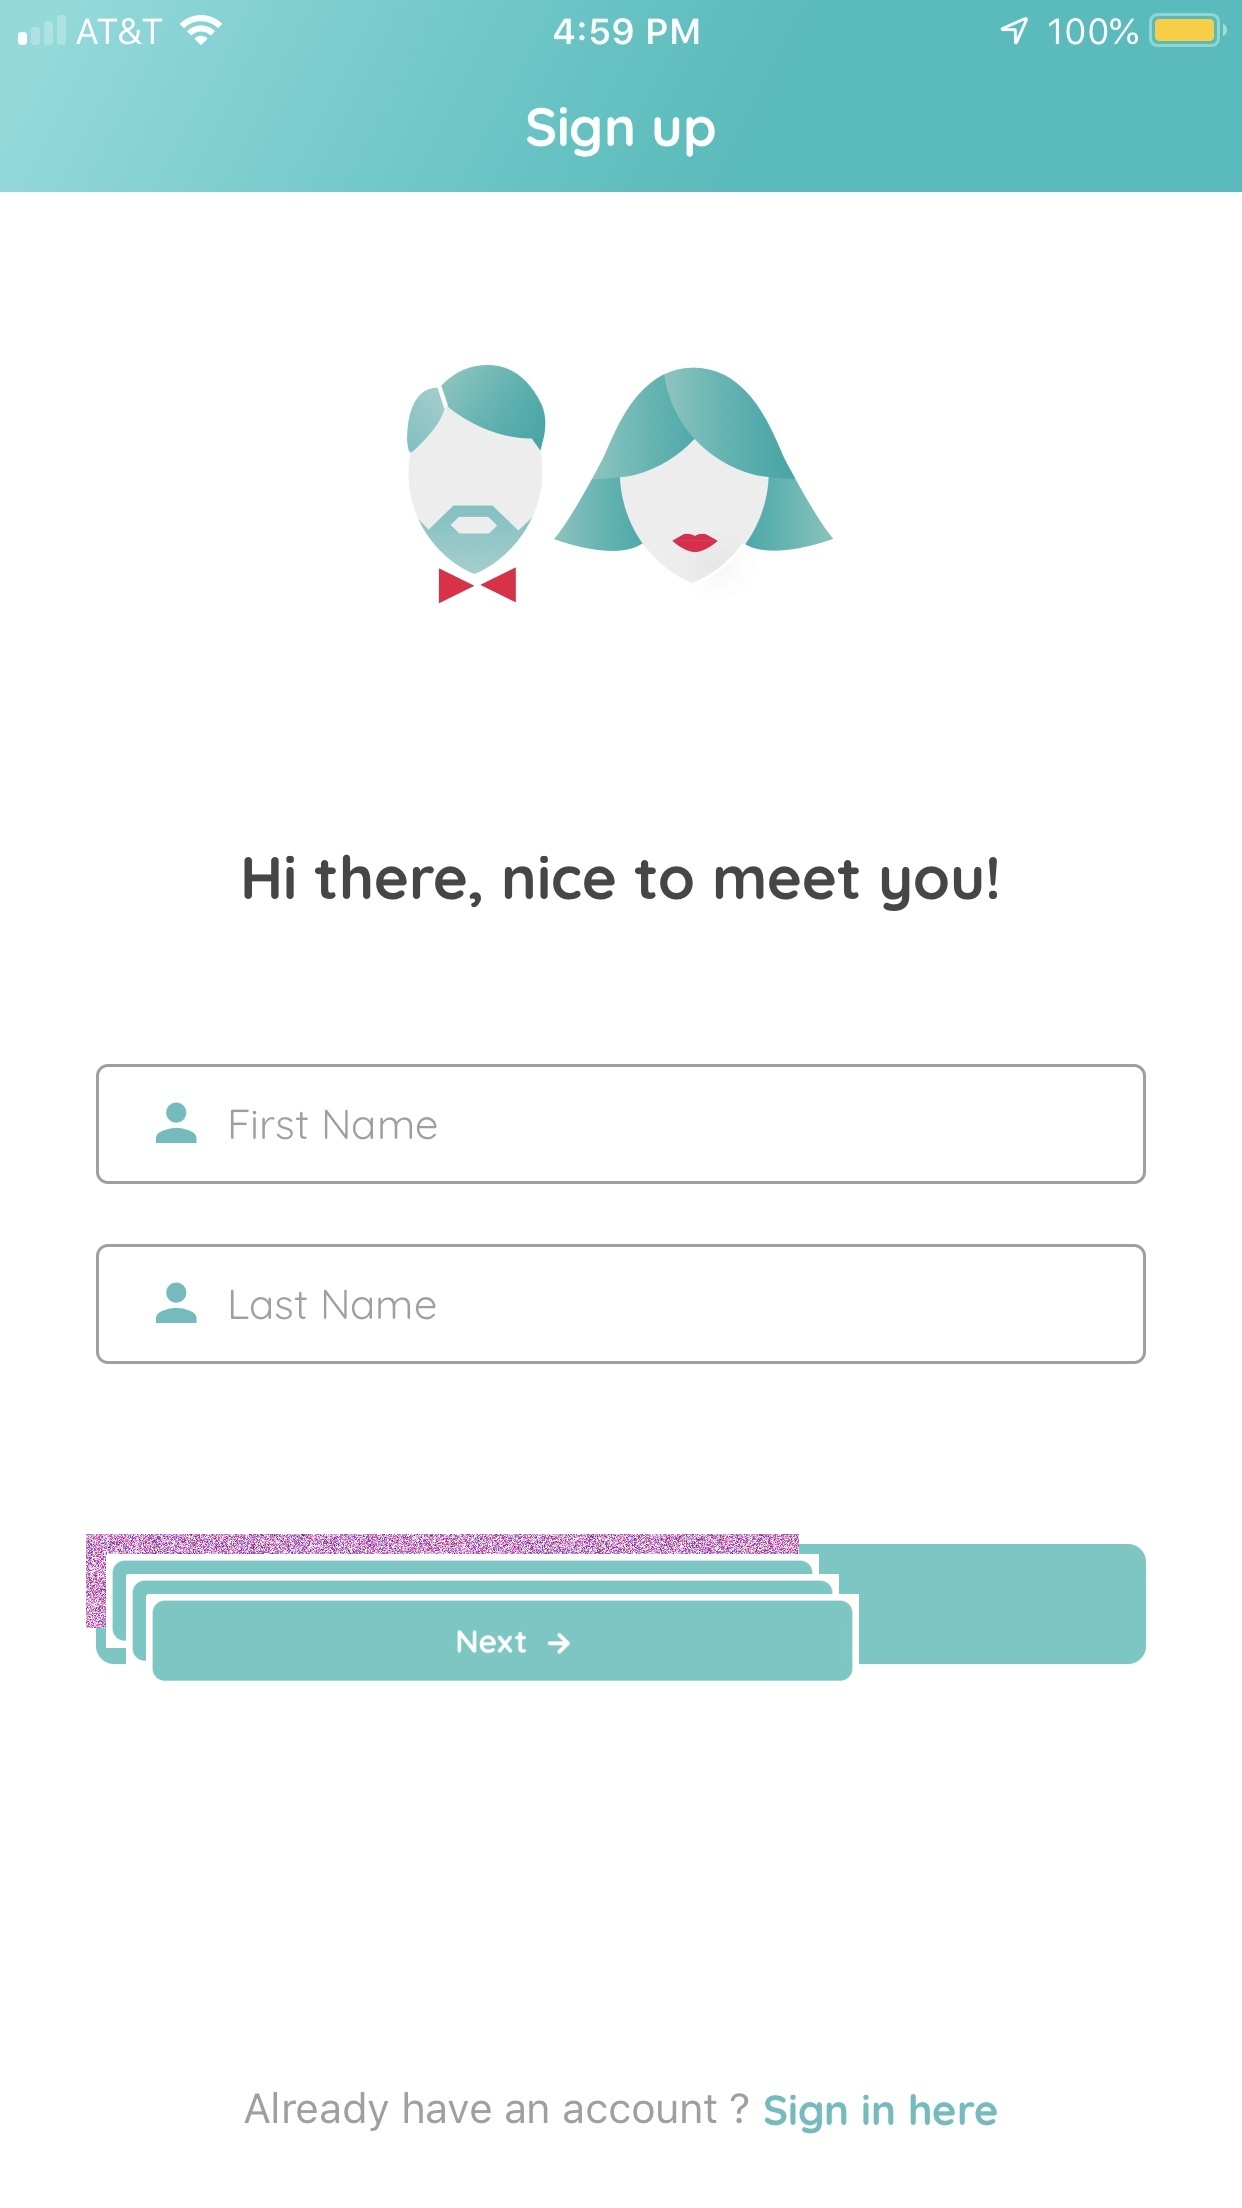 AT&T 4:59 PM 100%
Sign up
Hi there, nice to meet you!
First Name
Last Name
Next →
Already have an account ? Sign in here